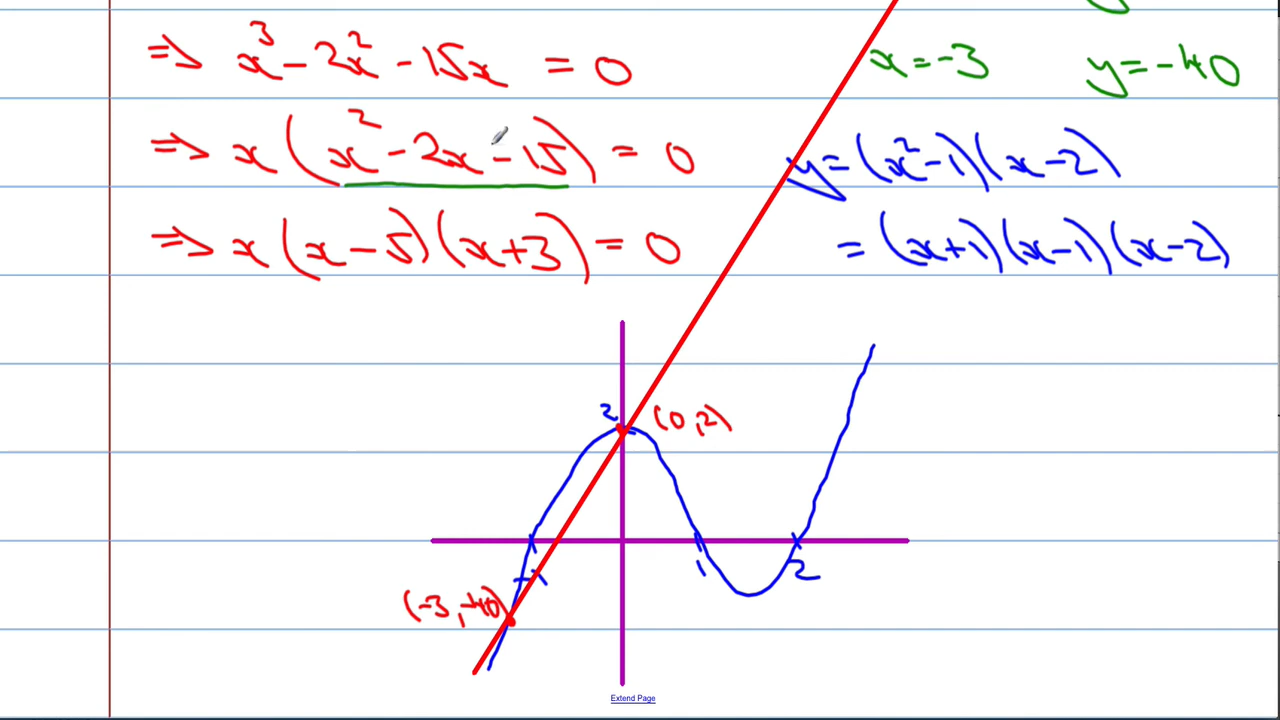 => x³ - 2x² - 15x = 0
x = -3    y = -40
=> x(x² - 2x - 15) = 0
y = (x² - 1)(x - 2)
=> x(x - 5)(x + 3) = 0
= (x + 1)(x - 1)(x - 2)
2
(0,2)
-1
1
2
(-3,-40)
Extend Page